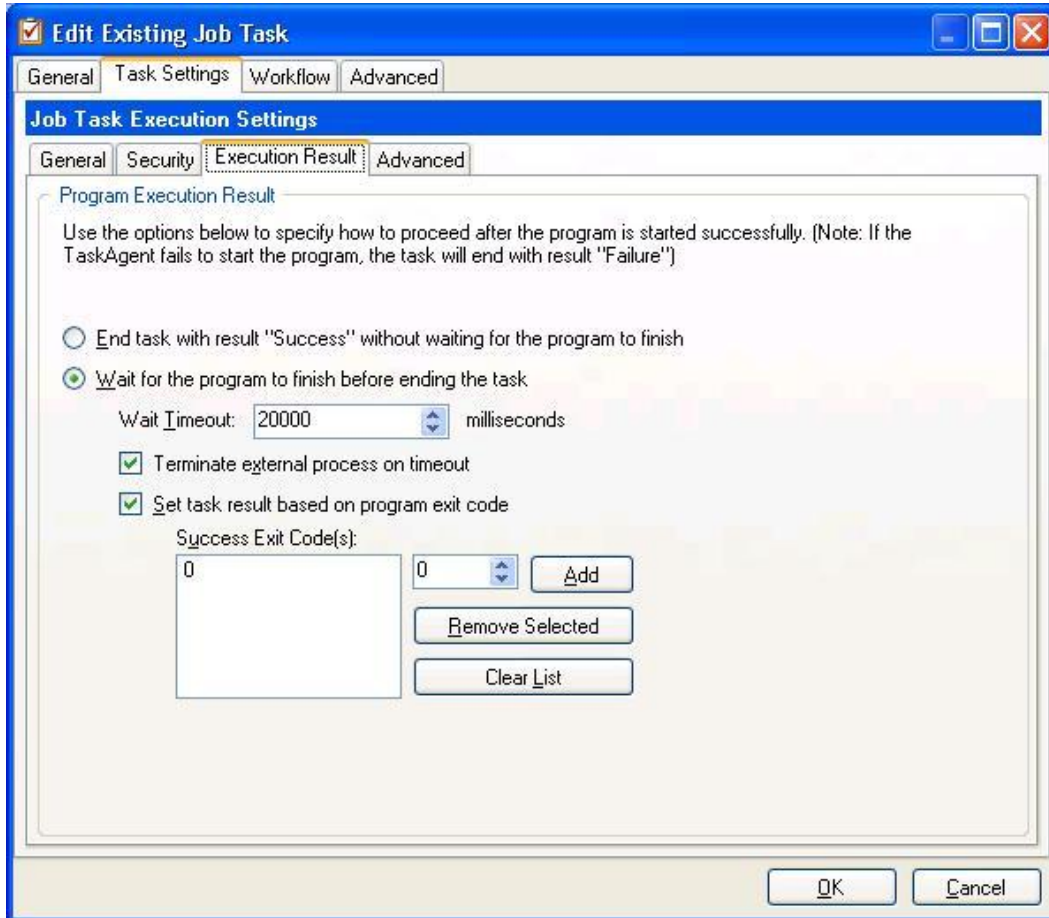 Edit Existing Job Task
General Task Settings Workflow Advanced
Job Task Execution Settings
General Security Execution Result Advanced
Program Execution Result
Use the options below to specify how to proceed after the program is started successfully. (Note: If the
TaskAgent fails to start the program, the task will end with result "Failure")
End task with result "Success" without waiting for the program to finish
Wait for the program to finish before ending the task
Wait Timeout: 20000 milliseconds
Terminate external process on timeout
Set task result based on program exit code
Success Exit Code(s):
0 0 Add
Remove Selected
Clear List
OK Cancel